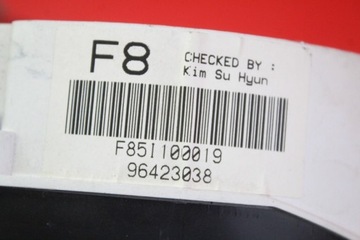 F8
CHECKED BY :
Kim Su Hyun
F851100019
96423038